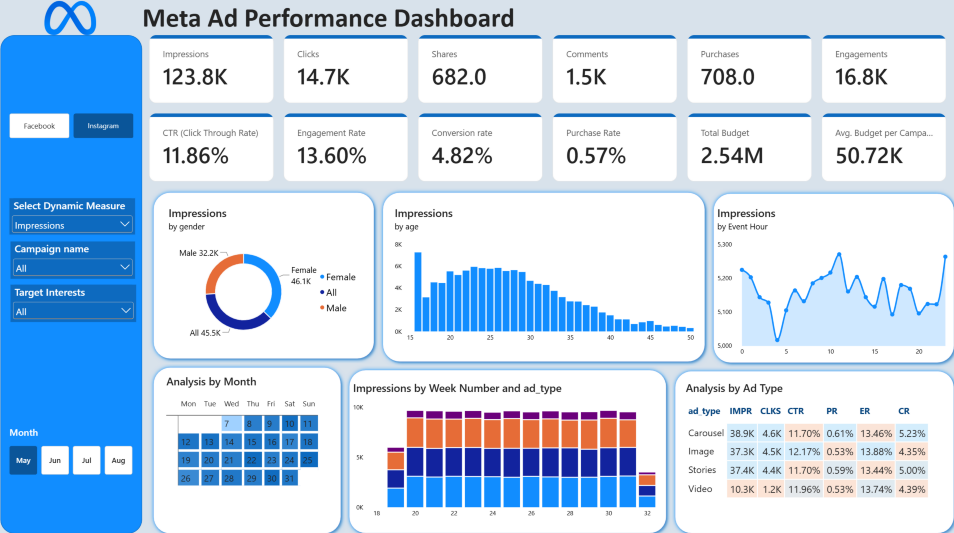 Meta Ad Performance Dashboard
Impressions
123.8K
Clicks
14.7K
Shares
682.0
Comments
1.5K
Purchases
708.0
Engagements
16.8K
CTR (Click Through Rate)
11.86%
Engagement Rate
13.60%
Conversion rate
4.82%
Purchase Rate
0.57%
Total Budget
2.54M
Avg. Budget per Campa...
50.72K
Facebook
Instagram
Select Dynamic Measure
Impressions
Campaign name
All
Target Interests
All
Month
May
Jun
Jul
Aug
Impressions
by gender
Male 32.2K
Female
46.1K
All 45.5K
Female
All
Male
Impressions
by age
8K
6K
4K
2K
0K
15 20 25 30 35 40 45 50
Impressions
by Event Hour
5,300
5,200
5,100
5,000
0 5 10 15 20
Analysis by Month
Mon Tue Wed Thu Fri Sat Sun
7 8 9 10 11
12 13 14 15 16 17 18
19 20 21 22 23 24 25
26 27 28 29 30 31
Impressions by Week Number and ad_type
10K
5K
0K
18 20 22 24 26 28 30 32
Analysis by Ad Type
ad_type IMPR CLKS CTR PR ER CR
Carousel 38.9K 4.6K 11.70% 0.61% 13.46% 5.23%
Image 37.3K 4.5K 12.17% 0.53% 13.88% 4.35%
Stories 37.4K 4.4K 11.70% 0.59% 13.44% 5.00%
Video 10.3K 1.2K 11.96% 0.53% 13.74% 4.39%